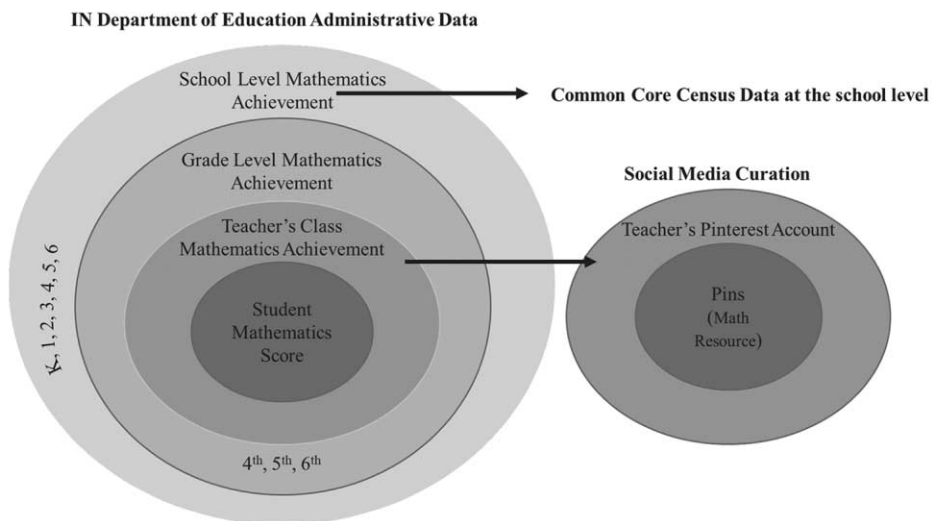 IN Department of Education Administrative Data
School Level Mathematics
Achievement
Common Core Census Data at the school level
Grade Level Mathematics
Achievement
Social Media Curation
Teacher's Class
Mathematics Achievement
Teacher's Pinterest Account
K, 1, 2, 3, 4, 5, 6
Student
Mathematics
Score
Pins
(Math
Resource)
4th, 5th, 6th